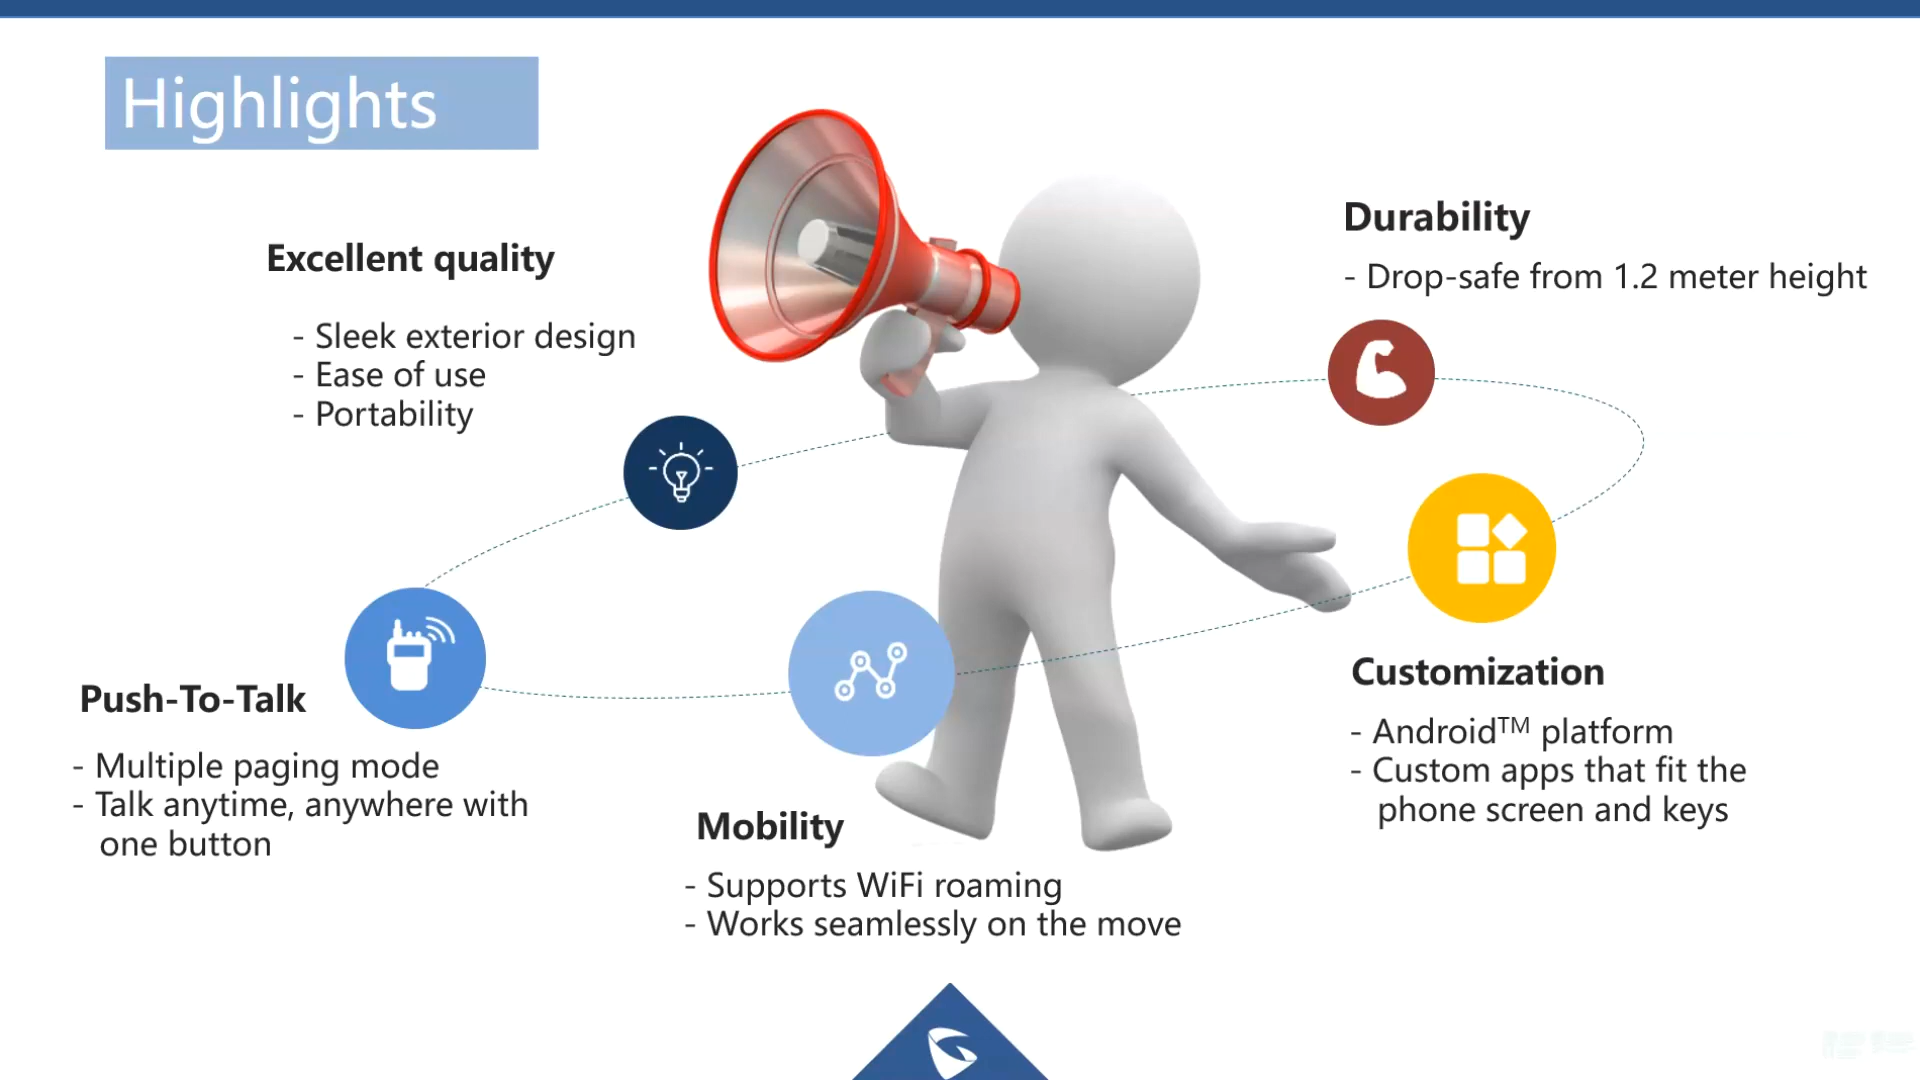 Highlights
Excellent quality
- Sleek exterior design
- Ease of use
- Portability
Durability
- Drop-safe from 1.2 meter height
Push-To-Talk
- Multiple paging mode
- Talk anytime, anywhere with
one button
Mobility
- Supports WiFi roaming
- Works seamlessly on the move
Customization
- Android™ platform
- Custom apps that fit the
phone screen and keys